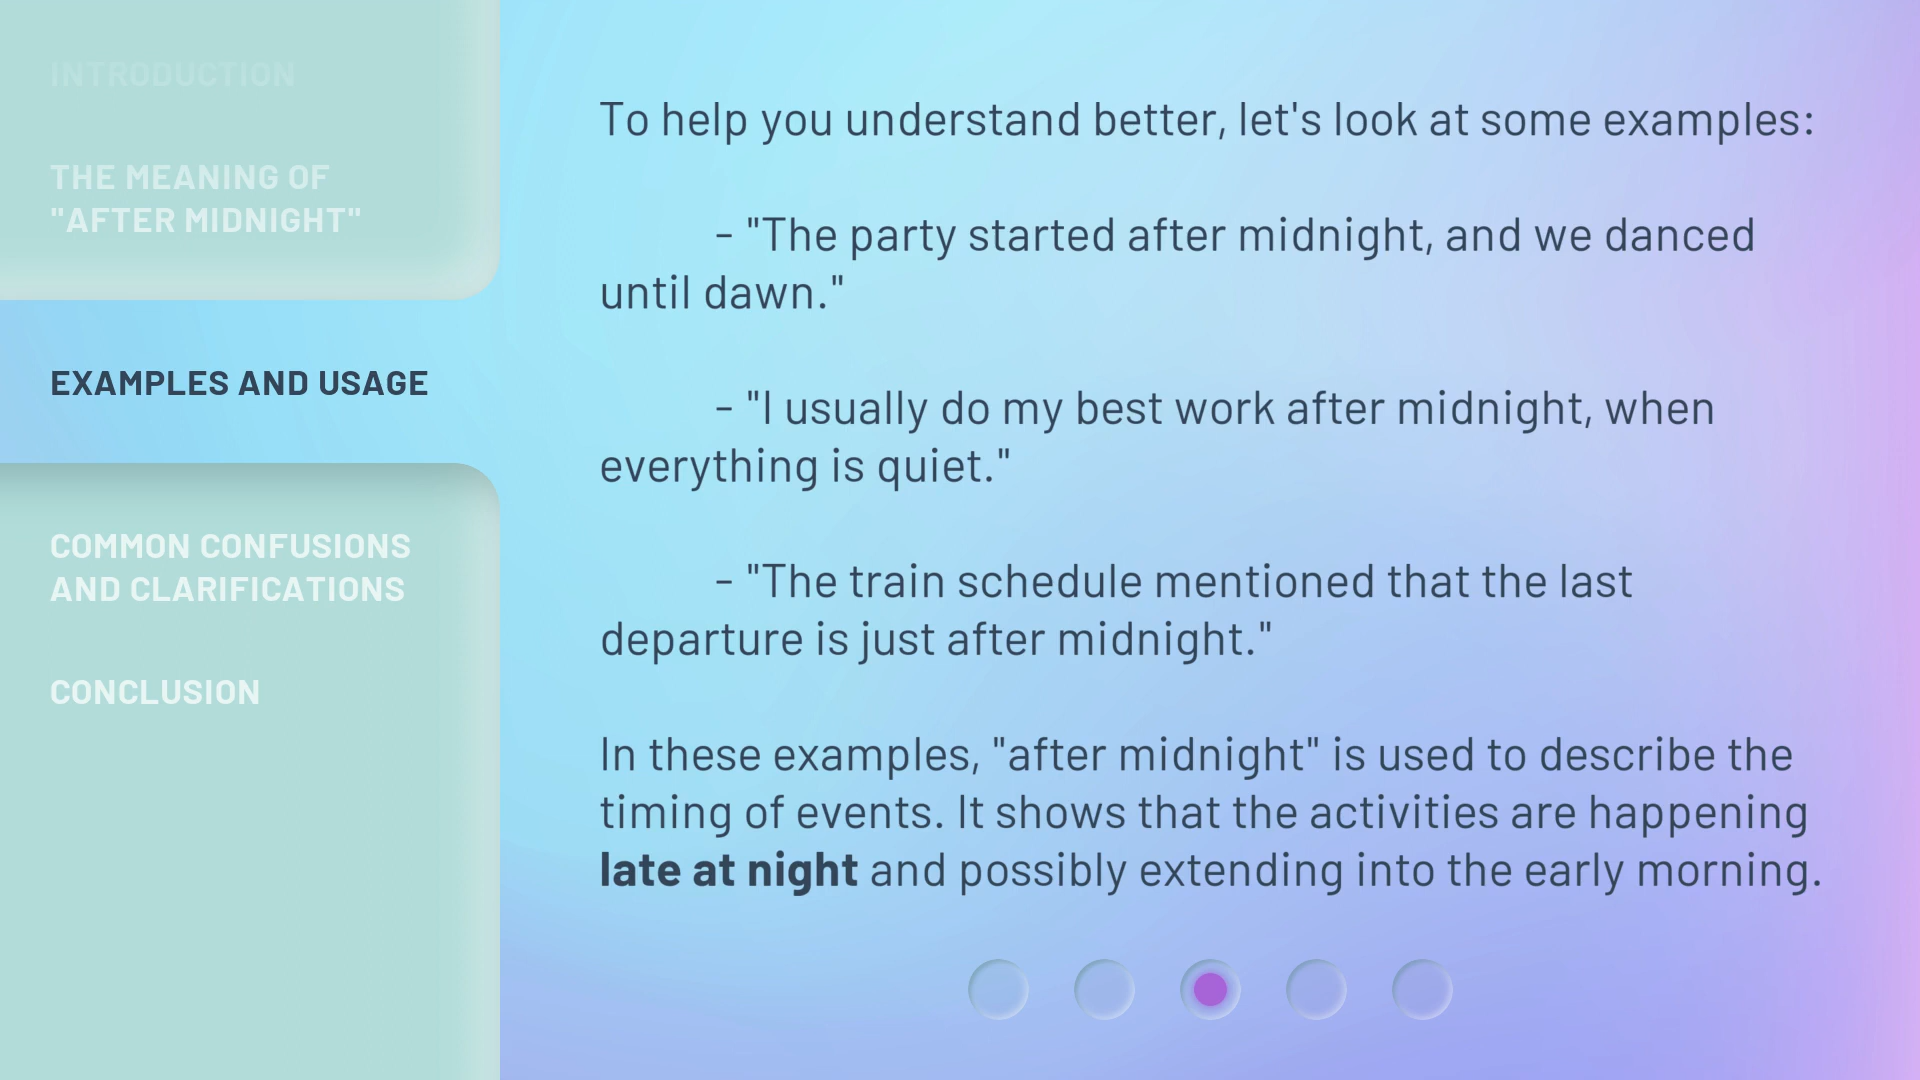 INTRODUCTION
THE MEANING OF
"AFTER MIDNIGHT"
EXAMPLES AND USAGE
COMMON CONFUSIONS
AND CLARIFICATIONS
CONCLUSION
To help you understand better, let's look at some examples:
- "The party started after midnight, and we danced
until dawn."
- "I usually do my best work after midnight, when
everything is quiet."
- "The train schedule mentioned that the last
departure is just after midnight."
In these examples, "after midnight" is used to describe the
timing of events. It shows that the activities are happening
late at night and possibly extending into the early morning.